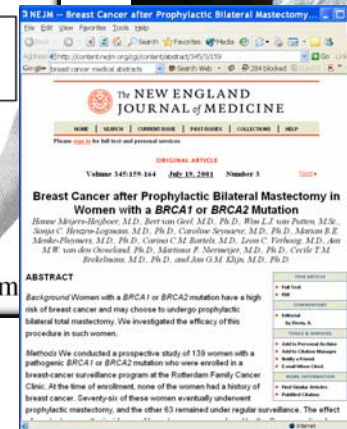 NEJM -- Breast Cancer after Prophylactic Bilateral Mastectomy...
File Edit View Favorites Tools Help
Search Favorites Media
Address http://content.nejm.org/cgi/content/abstract/345/3/159 Go
Google breast cancer medical abstracts Search Web 284 blocked
The NEW ENGLAND
JOURNAL of MEDICINE
HOME | SEARCH | CURRENT ISSUE | PAST ISSUES | COLLECTIONS | HELP
Please sign in for full text and personal services
ORIGINAL ARTICLE
Volume 345:159-164 July 19, 2001 Number 3
Breast Cancer after Prophylactic Bilateral Mastectomy in
Women with a BRCA1 or BRCA2 Mutation
Hanne Meijers-Heijboer, M.D., Bert van Geel, M.D., Ph.D., Wim L.J. van Putten, M.Sc.,
Sonja C. Henzen-Logmans, M.D., Ph.D., Caroline Seynaeve, M.D., Ph.D., Marian B.E.
Menke-Pluymers, M.D., Ph.D., Carina C.M. Bartels, M.D., Leon C. Verhoog, M.D., Ans
M.W. van den Ouweland, Ph.D., Martinus F. Niermeijer, M.D., Ph.D., Cecile T.M.
Brekelmans, M.D., Ph.D., and Jan G.M. Klijn, M.D., Ph.D.
ABSTRACT
Background Women with a BRCA1 or BRCA2 mutation have a high
risk of breast cancer and may choose to undergo prophylactic
bilateral total mastectomy. We investigated the efficacy of this
procedure in such women.
Methods We conducted a prospective study of 139 women with a
pathogenic BRCA1 or BRCA2 mutation who were enrolled in a
breast-cancer surveillance program at the Rotterdam Family Cancer
Clinic. At the time of enrollment, none of the women had a history of
breast cancer. Seventy-six of these women eventually underwent
prophylactic mastectomy, and the other 63 remained under regular surveillance. The effect
THIS ARTICLE
Full Text
PDF
COMMENTARY
Editorial
by Eisen, A.
TOOLS & SERVICES
Add to Personal Archive
Add to Citation Manager
Notify a Friend
E-mail When Cited
MORE INFORMATION
Find Similar Articles
PubMed Citation
Internet
m